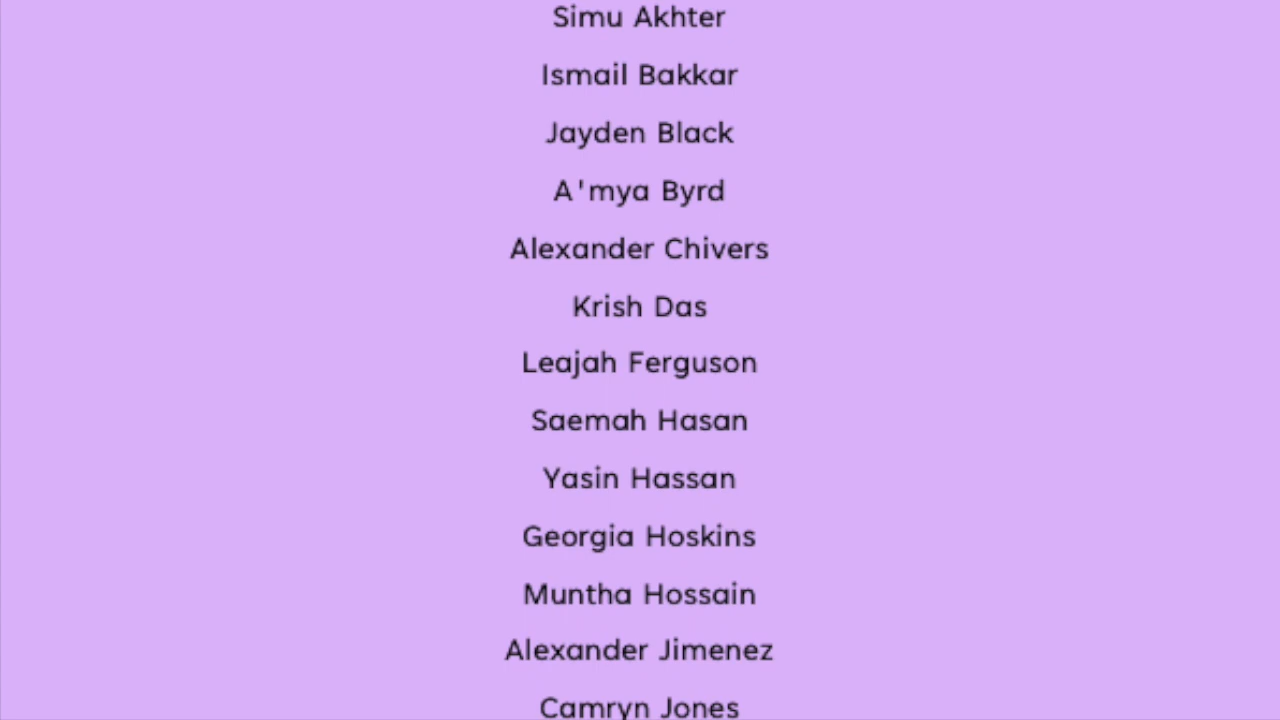 Simu Akhter
Ismail Bakkar
Jayden Black
A'mya Byrd
Alexander Chivers
Krish Das
Leajah Ferguson
Saemah Hasan
Yasin Hassan
Georgia Hoskins
Muntha Hossain
Alexander Jimenez
Camryn Jones